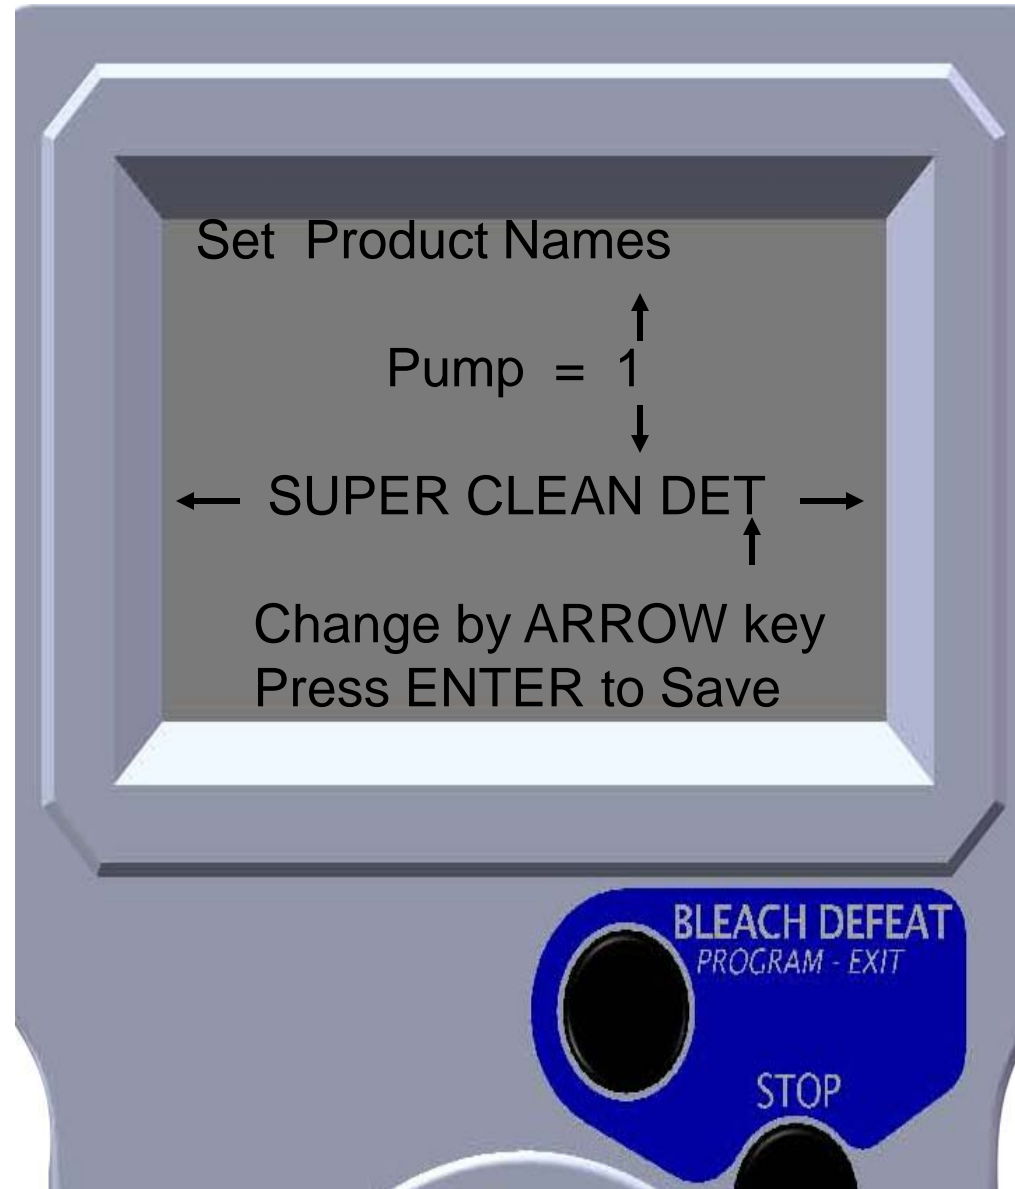 Set Product Names
Pump = 1
SUPER CLEAN DET
Change by ARROW key
Press ENTER to Save
BLEACH DEFEAT
PROGRAM - EXIT
STOP